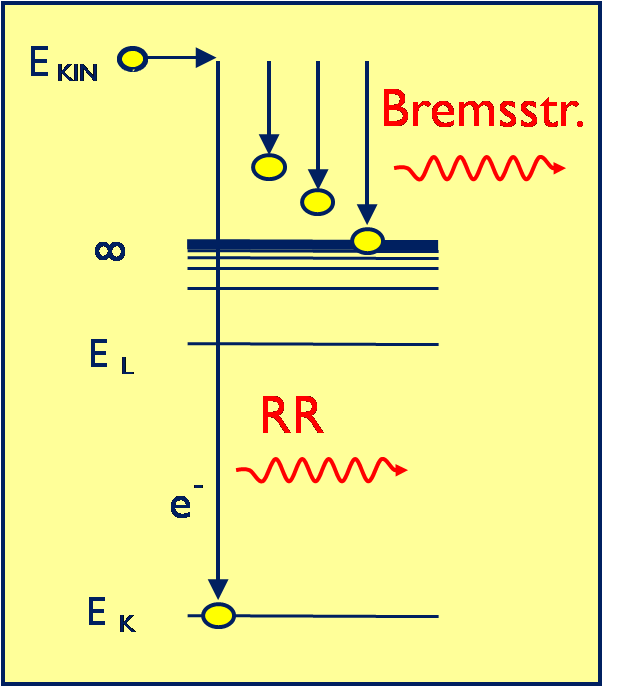 E KIN
Bremsstr.
∞
E L
RR
e-
E K